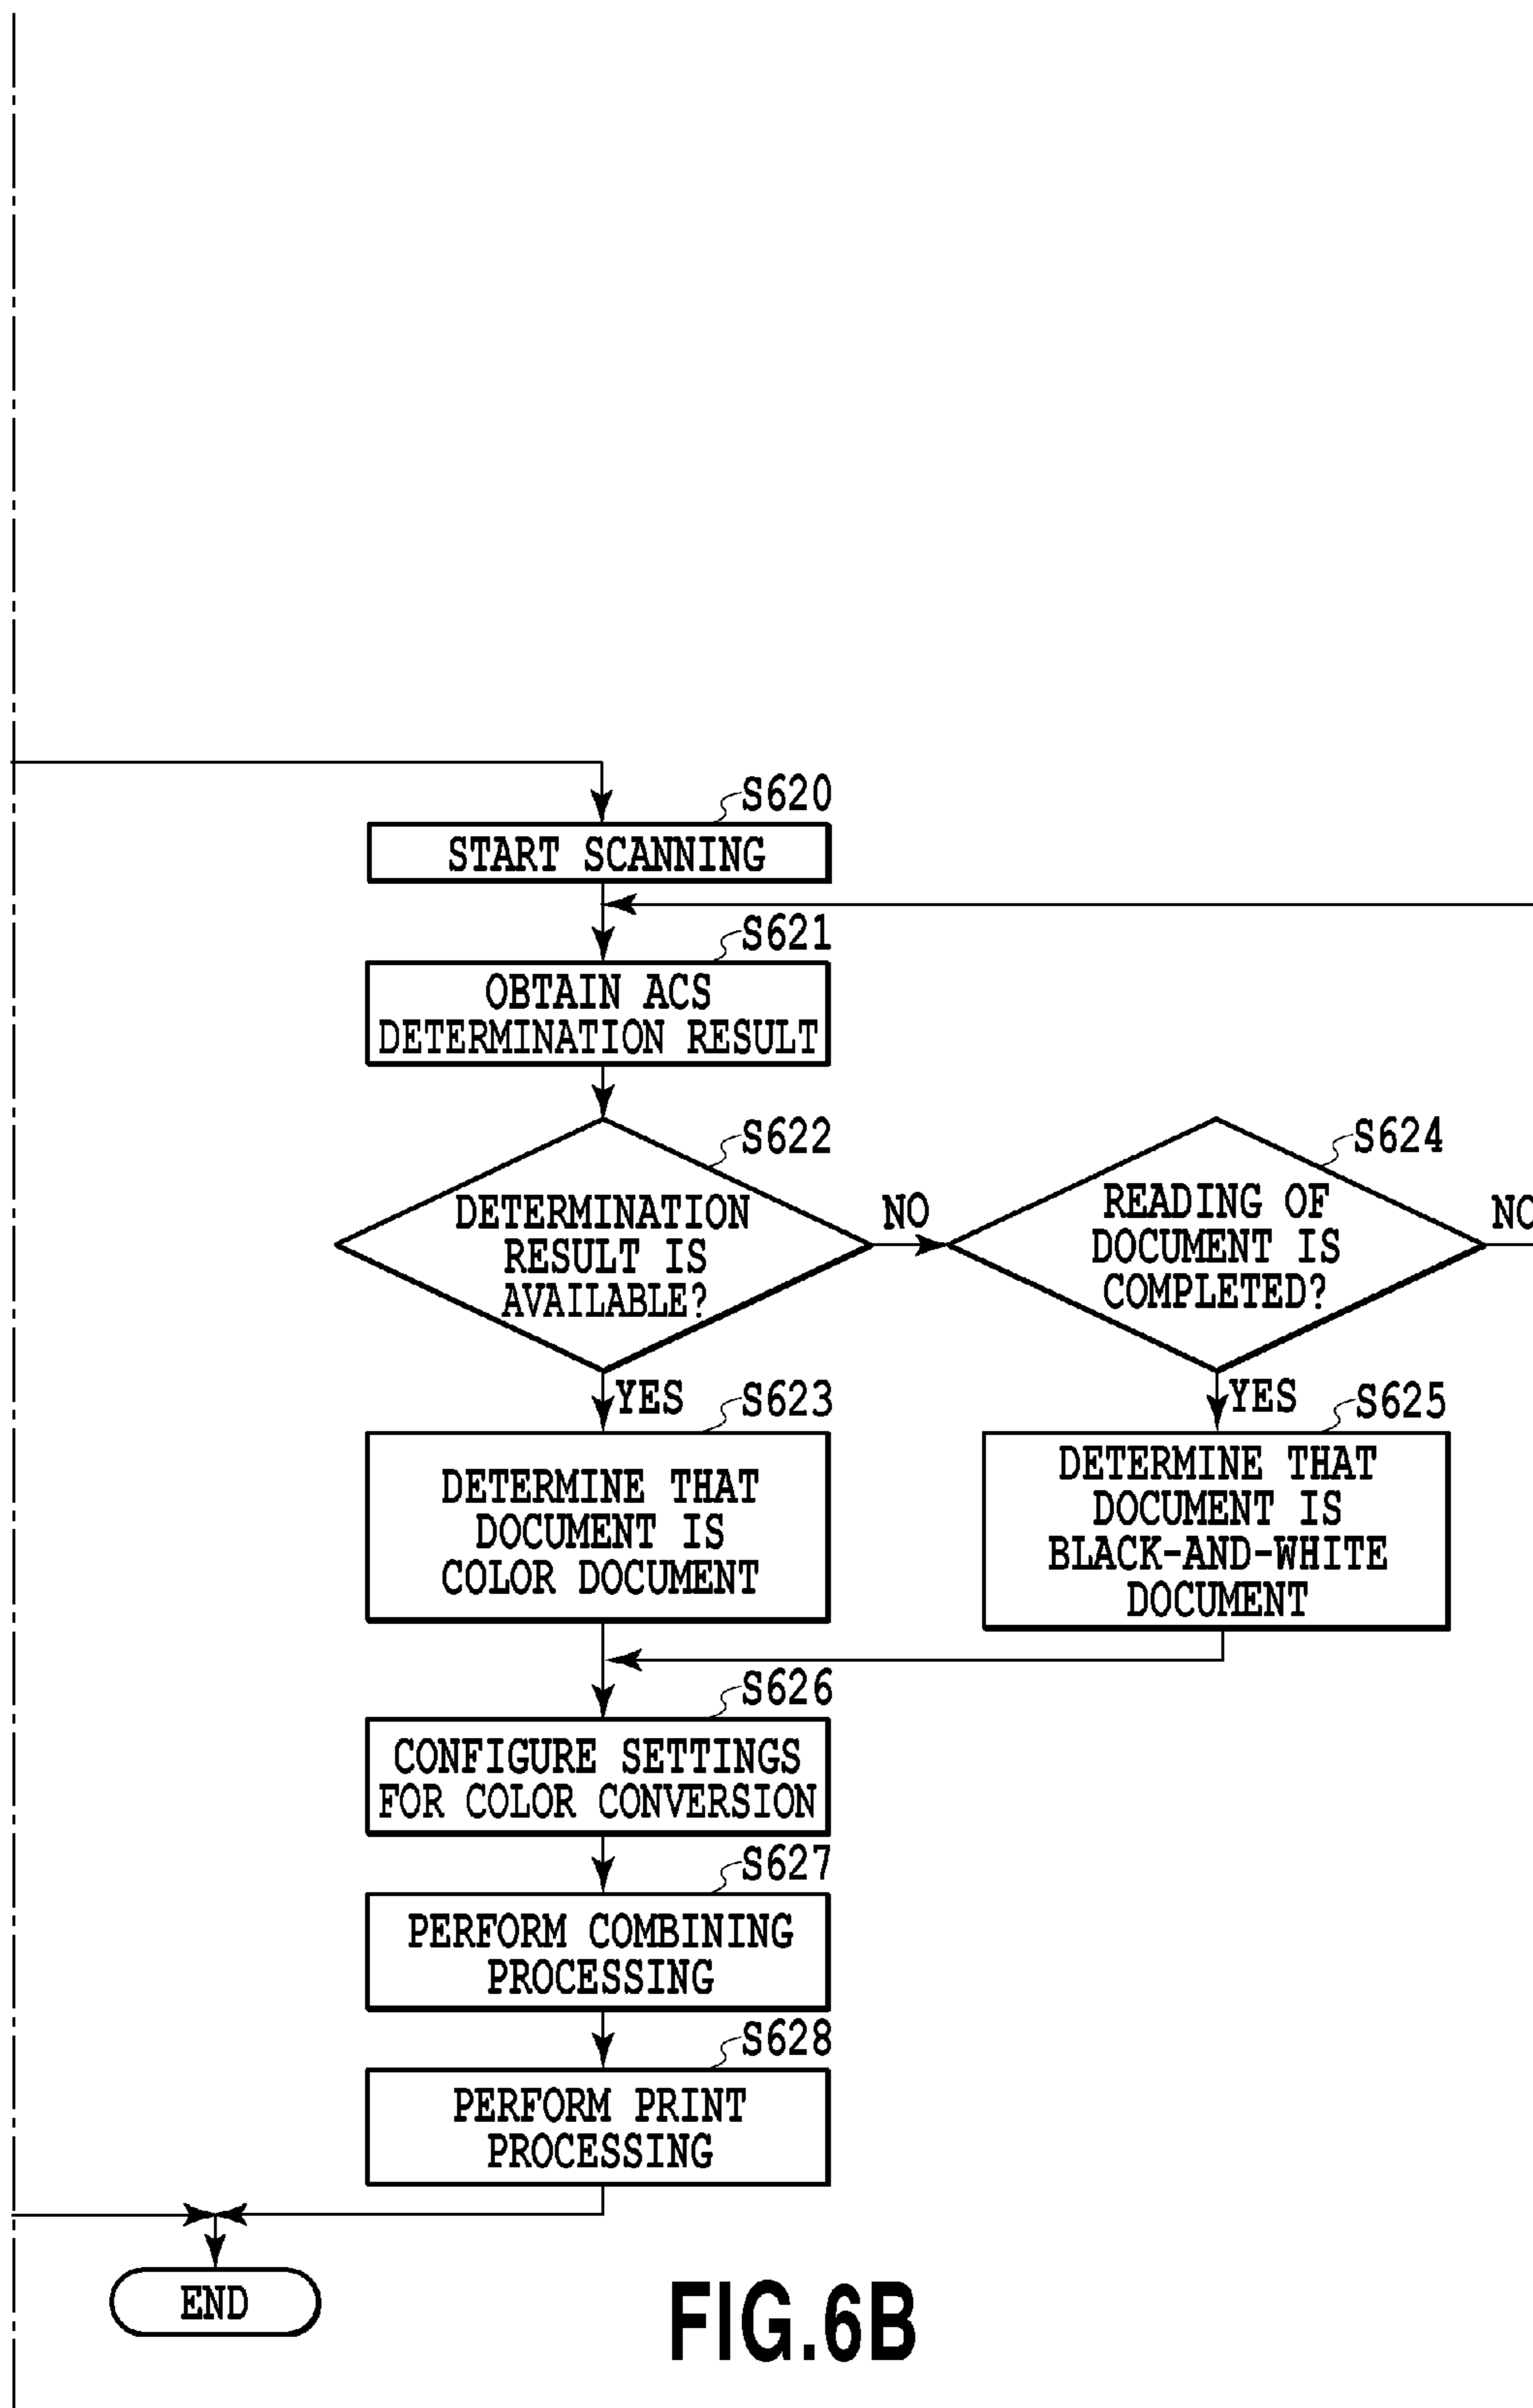 S620
START SCANNING
S621
OBTAIN ACS
DETERMINATION RESULT
S622
DETERMINATION
RESULT IS
AVAILABLE?
NO
S624
READING OF
DOCUMENT IS
COMPLETED?
NO
YES
S623
DETERMINE THAT
DOCUMENT IS
COLOR DOCUMENT
YES
S625
DETERMINE THAT
DOCUMENT IS
BLACK-AND-WHITE
DOCUMENT
S626
CONFIGURE SETTINGS
FOR COLOR CONVERSION
S627
PERFORM COMBINING
PROCESSING
S628
PERFORM PRINT
PROCESSING
END
FIG.6B